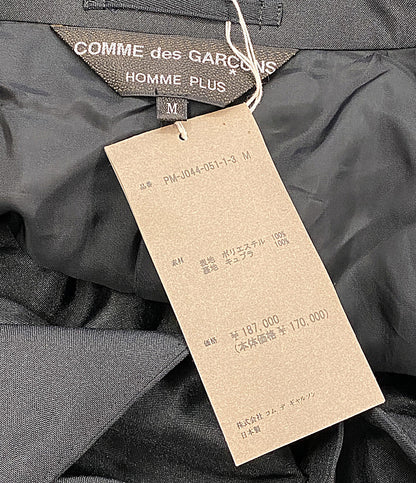 COMME des GARÇONS
HOMME PLUS
M
品番 PM-J044-051-1-3 M
素材 表地 ポリエステル 100%
裏地 キュプラ 100%
価格 ¥ 187,000
(本体価格 ¥ 170,000)
株式会社 コム デ ギャルソン
日本製